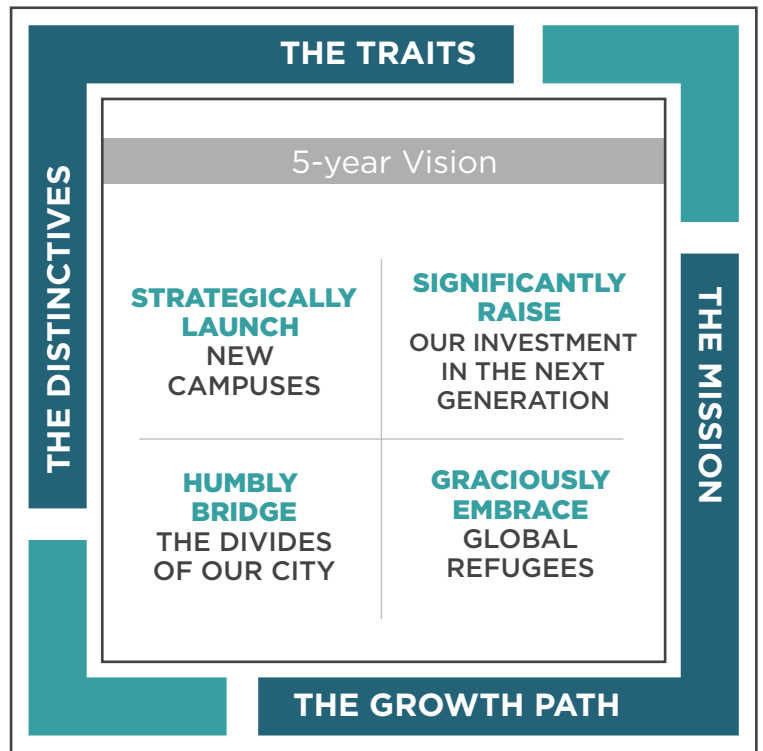 THE TRAITS
THE DISTINCTIVES
5-year Vision
STRATEGICALLY
LAUNCH
NEW
CAMPUSES
SIGNIFICANTLY
RAISE
OUR INVESTMENT
IN THE NEXT
GENERATION
HUMBLY
BRIDGE
THE DIVIDES
OF OUR CITY
GRACIOUSLY
EMBRACE
GLOBAL
REFUGEES
THE MISSION
THE GROWTH PATH